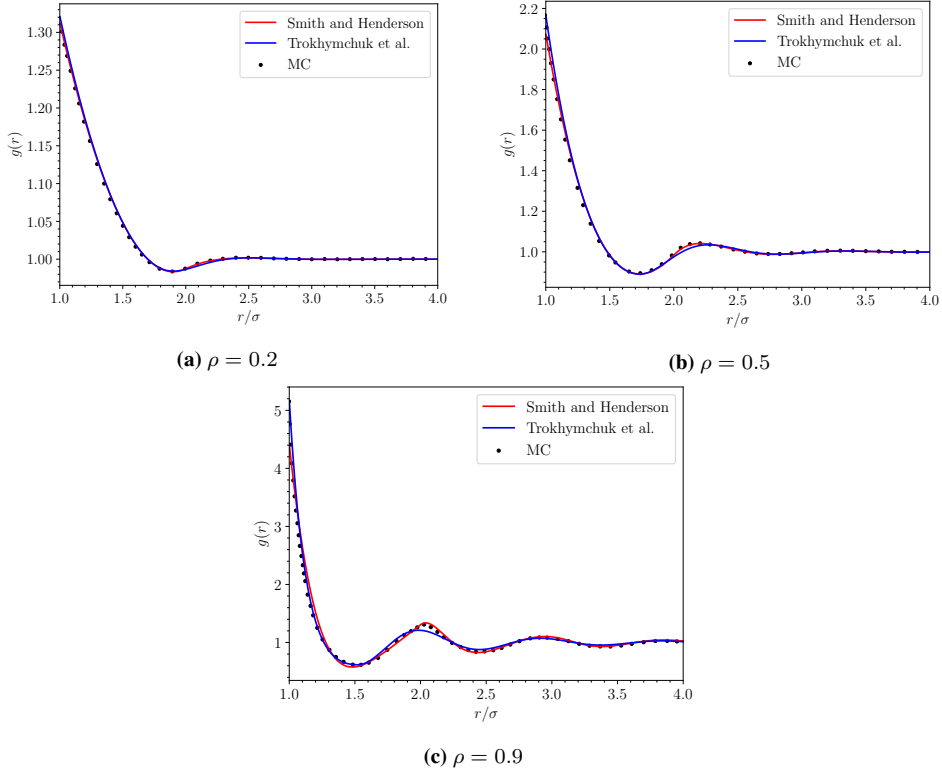 Smith and Henderson
Trokhymchuk et al.
MC
g(r)
1.30
1.25
1.20
1.15
1.10
1.05
1.00
1.0 1.5 2.0 2.5 3.0 3.5 4.0
r/σ
(a) ρ = 0.2
Smith and Henderson
Trokhymchuk et al.
MC
g(r)
2.2
2.0
1.8
1.6
1.4
1.2
1.0
1.0 1.5 2.0 2.5 3.0 3.5 4.0
r/σ
(b) ρ = 0.5
Smith and Henderson
Trokhymchuk et al.
MC
g(r)
5
4
3
2
1
1.0 1.5 2.0 2.5 3.0 3.5 4.0
r/σ
(c) ρ = 0.9